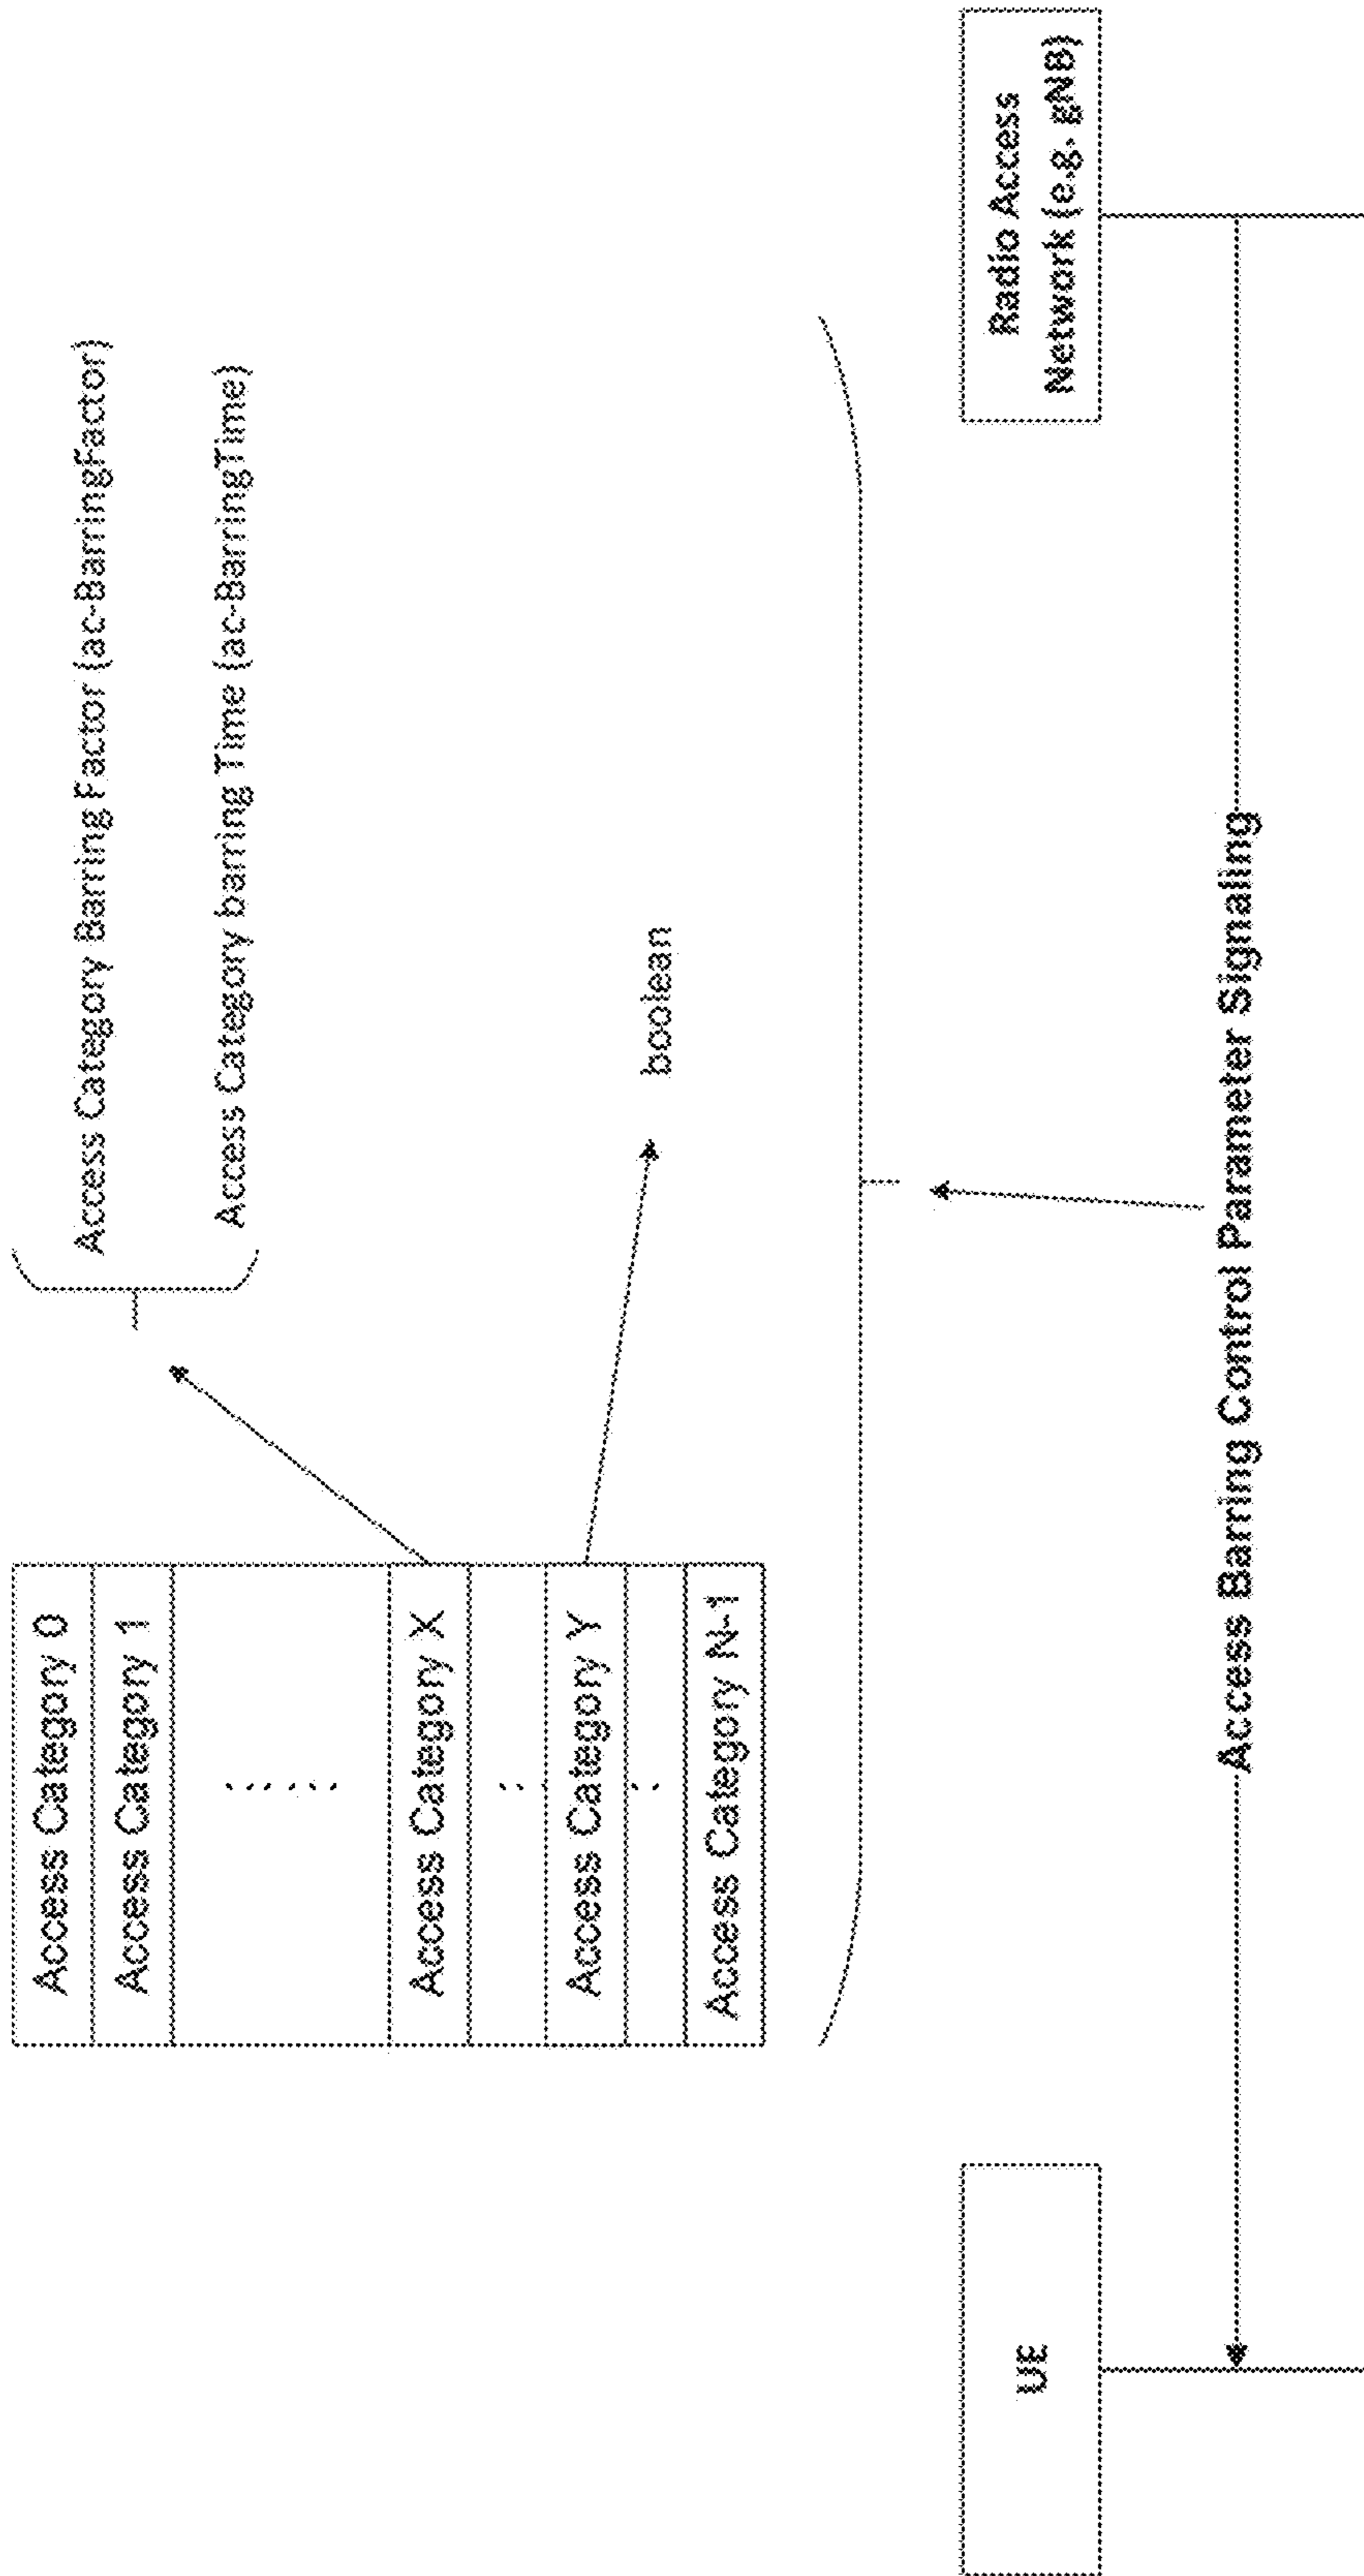 Access Category 0
Access Category 1
.....
Access Category X
..
Access Category Y
..
Access Category N-1
Access Category Barring Factor (ac-BarringFactor)
Access Category barring Time (ac-BarringTime)
boolean
UE
Radio Access
Network (e.g. gNB)
Access Barring Control Parameter Signaling